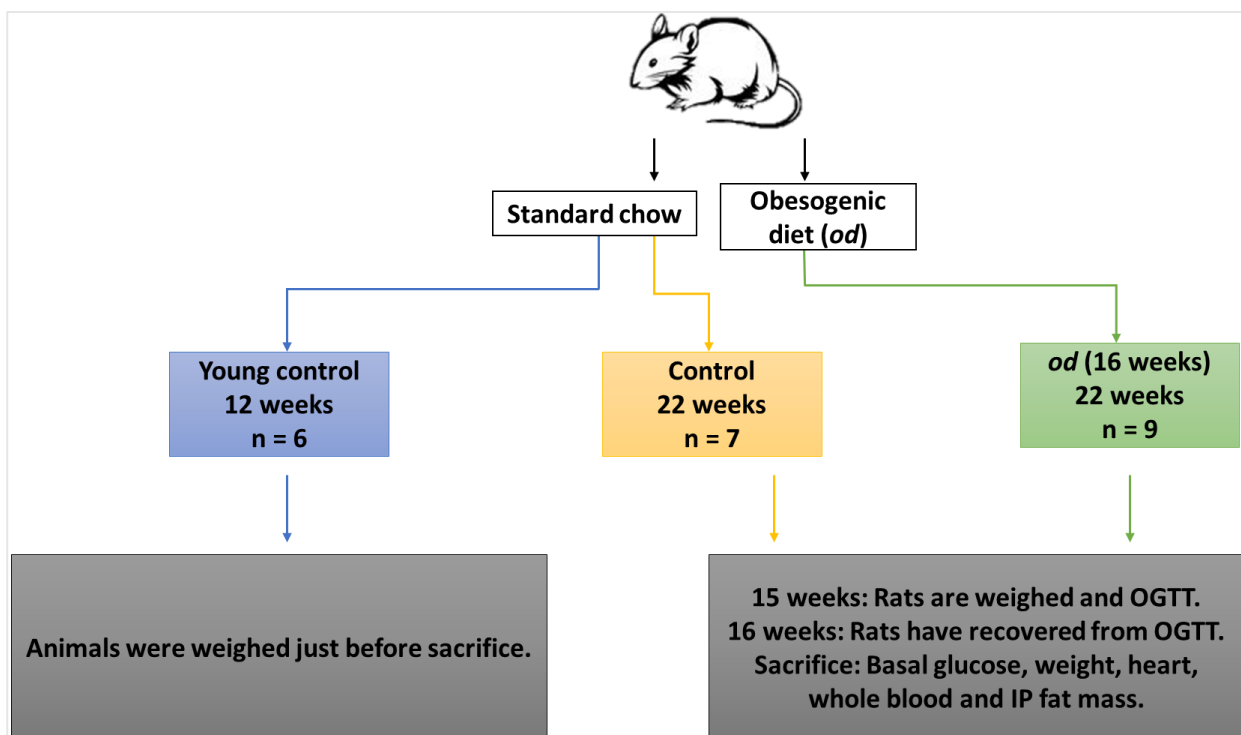 Standard chow
Obesogenic
diet (od)
Young control
12 weeks
n = 6
Control
22 weeks
n = 7
od (16 weeks)
22 weeks
n = 9
Animals were weighed just before sacrifice.
15 weeks: Rats are weighed and OGTT.
16 weeks: Rats have recovered from OGTT.
Sacrifice: Basal glucose, weight, heart,
whole blood and IP fat mass.